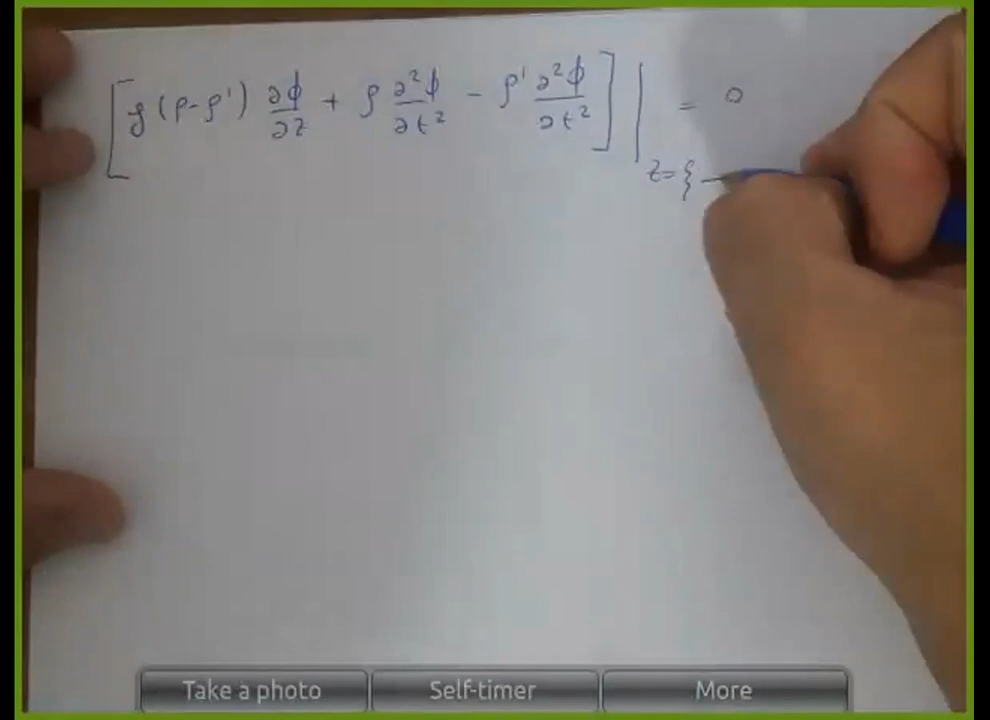 [g(ρ-ρ') ∂ϕ/∂z + ρ ∂²ϕ/∂t² - ρ' ∂²ϕ/∂t²]| = 0
z=ξ
Take a photo
Self-timer
More